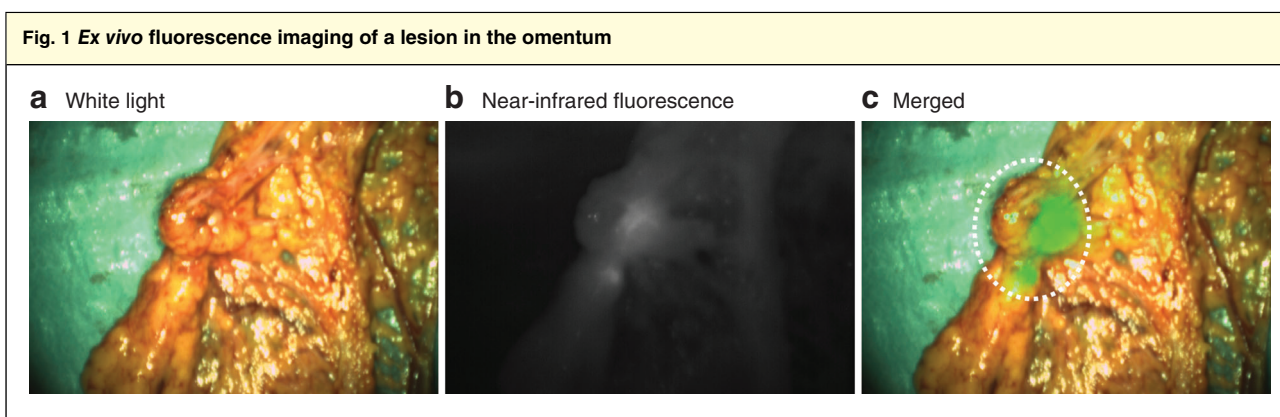 Fig. 1 Ex vivo fluorescence imaging of a lesion in the omentum
a White light
b Near-infrared fluorescence
c Merged